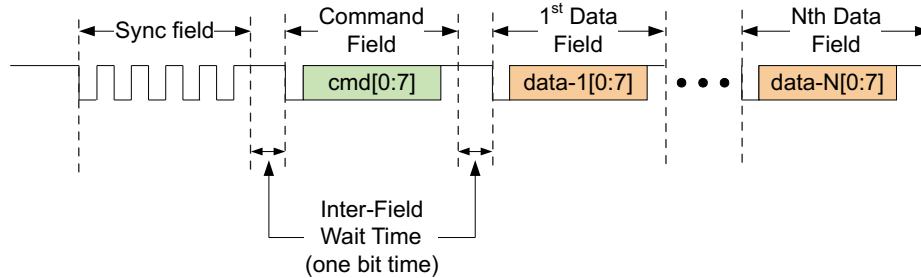 Sync field
Command
Field
1st Data
Field
Nth Data
Field
cmd[0:7]
data-1[0:7]
data-N[0:7]
Inter-Field
Wait Time
(one bit time)